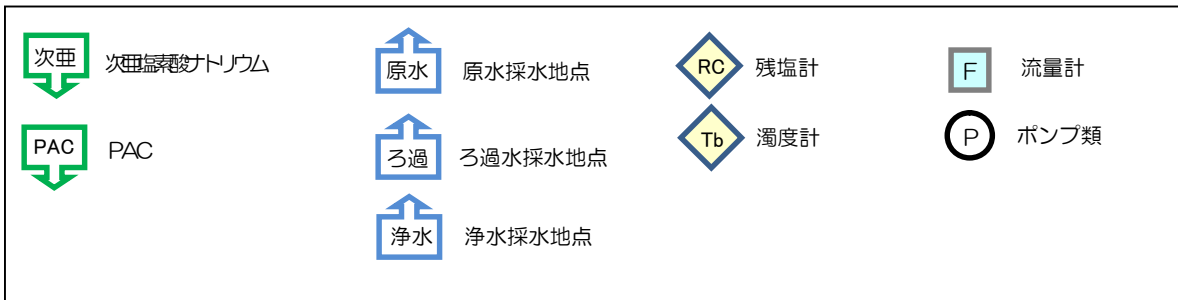 次亜 次亜塩素酸ナトリウム
原水 原水採水地点
RC 残塩計
F 流量計
PAC PAC
ろ過 ろ過水採水地点
Tb 濁度計
P ポンプ類
浄水 浄水採水地点